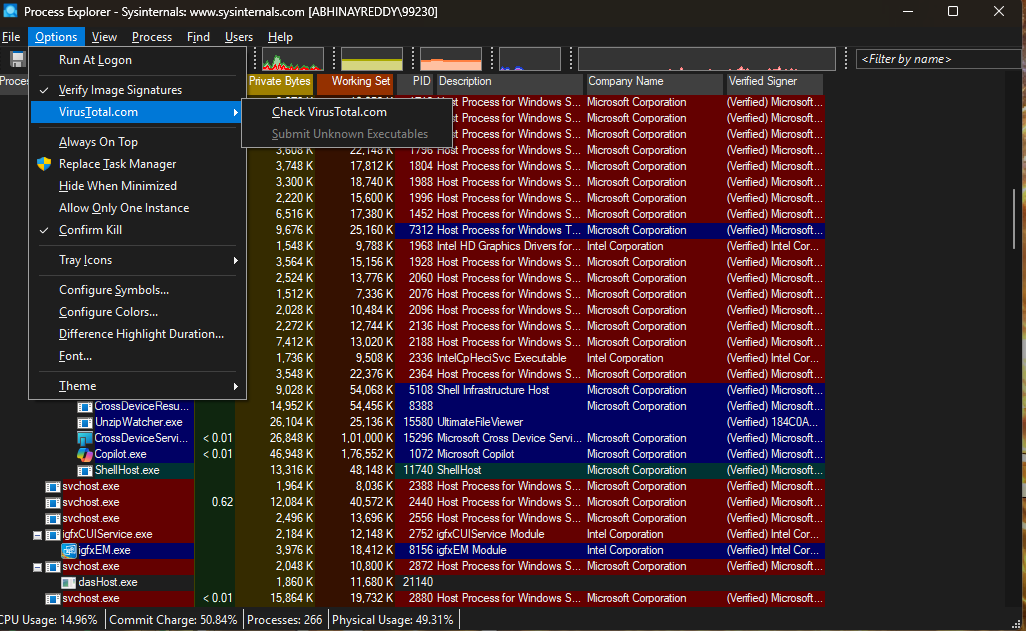 Process Explorer - Sysinternals: www.sysinternals.com [ABHINAYREDDY\99230]
File Options View Process Find Users Help
<Filter by name>
Run At Logon
Verify Image Signatures
VirusTotal.com
Always On Top
Replace Task Manager
Hide When Minimized
Allow Only One Instance
Confirm Kill
Tray Icons
Configure Symbols...
Configure Colors...
Difference Highlight Duration...
Font...
Theme
Check VirusTotal.com
Submit Unknown Executables
Private Bytes Working Set PID Description Company Name Verified Signer
Process for Windows S... Microsoft Corporation (Verified) Microsoft...
Process for Windows S... Microsoft Corporation (Verified) Microsoft...
Process for Windows S... Microsoft Corporation (Verified) Microsoft...
3,608 K 22,148 K 1796 Host Process for Windows S... Microsoft Corporation (Verified) Microsoft...
3,748 K 17,812 K 1804 Host Process for Windows S... Microsoft Corporation (Verified) Microsoft...
3,300 K 18,740 K 1988 Host Process for Windows S... Microsoft Corporation (Verified) Microsoft...
2,220 K 15,600 K 1996 Host Process for Windows S... Microsoft Corporation (Verified) Microsoft...
6,516 K 17,380 K 1452 Host Process for Windows S... Microsoft Corporation (Verified) Microsoft...
9,676 K 25,160 K 7312 Host Process for Windows T... Microsoft Corporation (Verified) Microsoft...
1,548 K 9,788 K 1968 Intel HD Graphics Drivers for... Intel Corporation (Verified) Intel Cor...
3,564 K 15,156 K 1928 Host Process for Windows S... Microsoft Corporation (Verified) Microsoft...
2,524 K 13,776 K 2060 Host Process for Windows S... Microsoft Corporation (Verified) Microsoft...
1,512 K 7,336 K 2076 Host Process for Windows S... Microsoft Corporation (Verified) Microsoft...
2,028 K 10,484 K 2096 Host Process for Windows S... Microsoft Corporation (Verified) Microsoft...
2,272 K 12,744 K 2136 Host Process for Windows S... Microsoft Corporation (Verified) Microsoft...
7,412 K 13,020 K 2188 Host Process for Windows S... Microsoft Corporation (Verified) Microsoft...
1,736 K 9,508 K 2336 IntelCpHeciSvc Executable Intel Corporation (Verified) Intel Cor...
3,548 K 22,376 K 2364 Host Process for Windows S... Microsoft Corporation (Verified) Microsoft...
9,028 K 54,068 K 5108 Shell Infrastructure Host Microsoft Corporation (Verified) Microsoft...
CrossDeviceResu... 14,952 K 54,456 K 8388 Microsoft Corporation (Verified) Microsoft...
UnzipWatcher.exe 26,104 K 25,136 K 15580 UltimateFileViewer (Verified) 184C0A...
CrossDeviceServi... < 0.01 26,848 K 1,01,000 K 15296 Microsoft Cross Device Servi... Microsoft Corporation (Verified) Microsoft...
Copilot.exe < 0.01 46,948 K 1,76,552 K 1072 Microsoft Copilot Microsoft Corporation (Verified) Microsoft...
ShellHost.exe 13,316 K 48,148 K 11740 ShellHost Microsoft Corporation (Verified) Microsoft...
svchost.exe 1,964 K 8,036 K 2388 Host Process for Windows S... Microsoft Corporation (Verified) Microsoft...
svchost.exe 0.62 12,084 K 40,572 K 2440 Host Process for Windows S... Microsoft Corporation (Verified) Microsoft...
svchost.exe 2,496 K 13,696 K 2556 Host Process for Windows S... Microsoft Corporation (Verified) Microsoft...
igfxCUIService.exe 2,184 K 12,148 K 2752 igfxCUIService Module Intel Corporation (Verified) Intel Cor...
igfxEM.exe 3,976 K 18,412 K 8156 igfxEM Module Intel Corporation (Verified) Intel Cor...
svchost.exe 2,048 K 10,800 K 2872 Host Process for Windows S... Microsoft Corporation (Verified) Microsoft...
dasHost.exe 1,860 K 11,680 K 21140
svchost.exe < 0.01 15,864 K 19,732 K 2880 Host Process for Windows S... Microsoft Corporation (Verified) Microsoft...
CPU Usage: 14.96% Commit Charge: 50.84% Processes: 266 Physical Usage: 49.31%